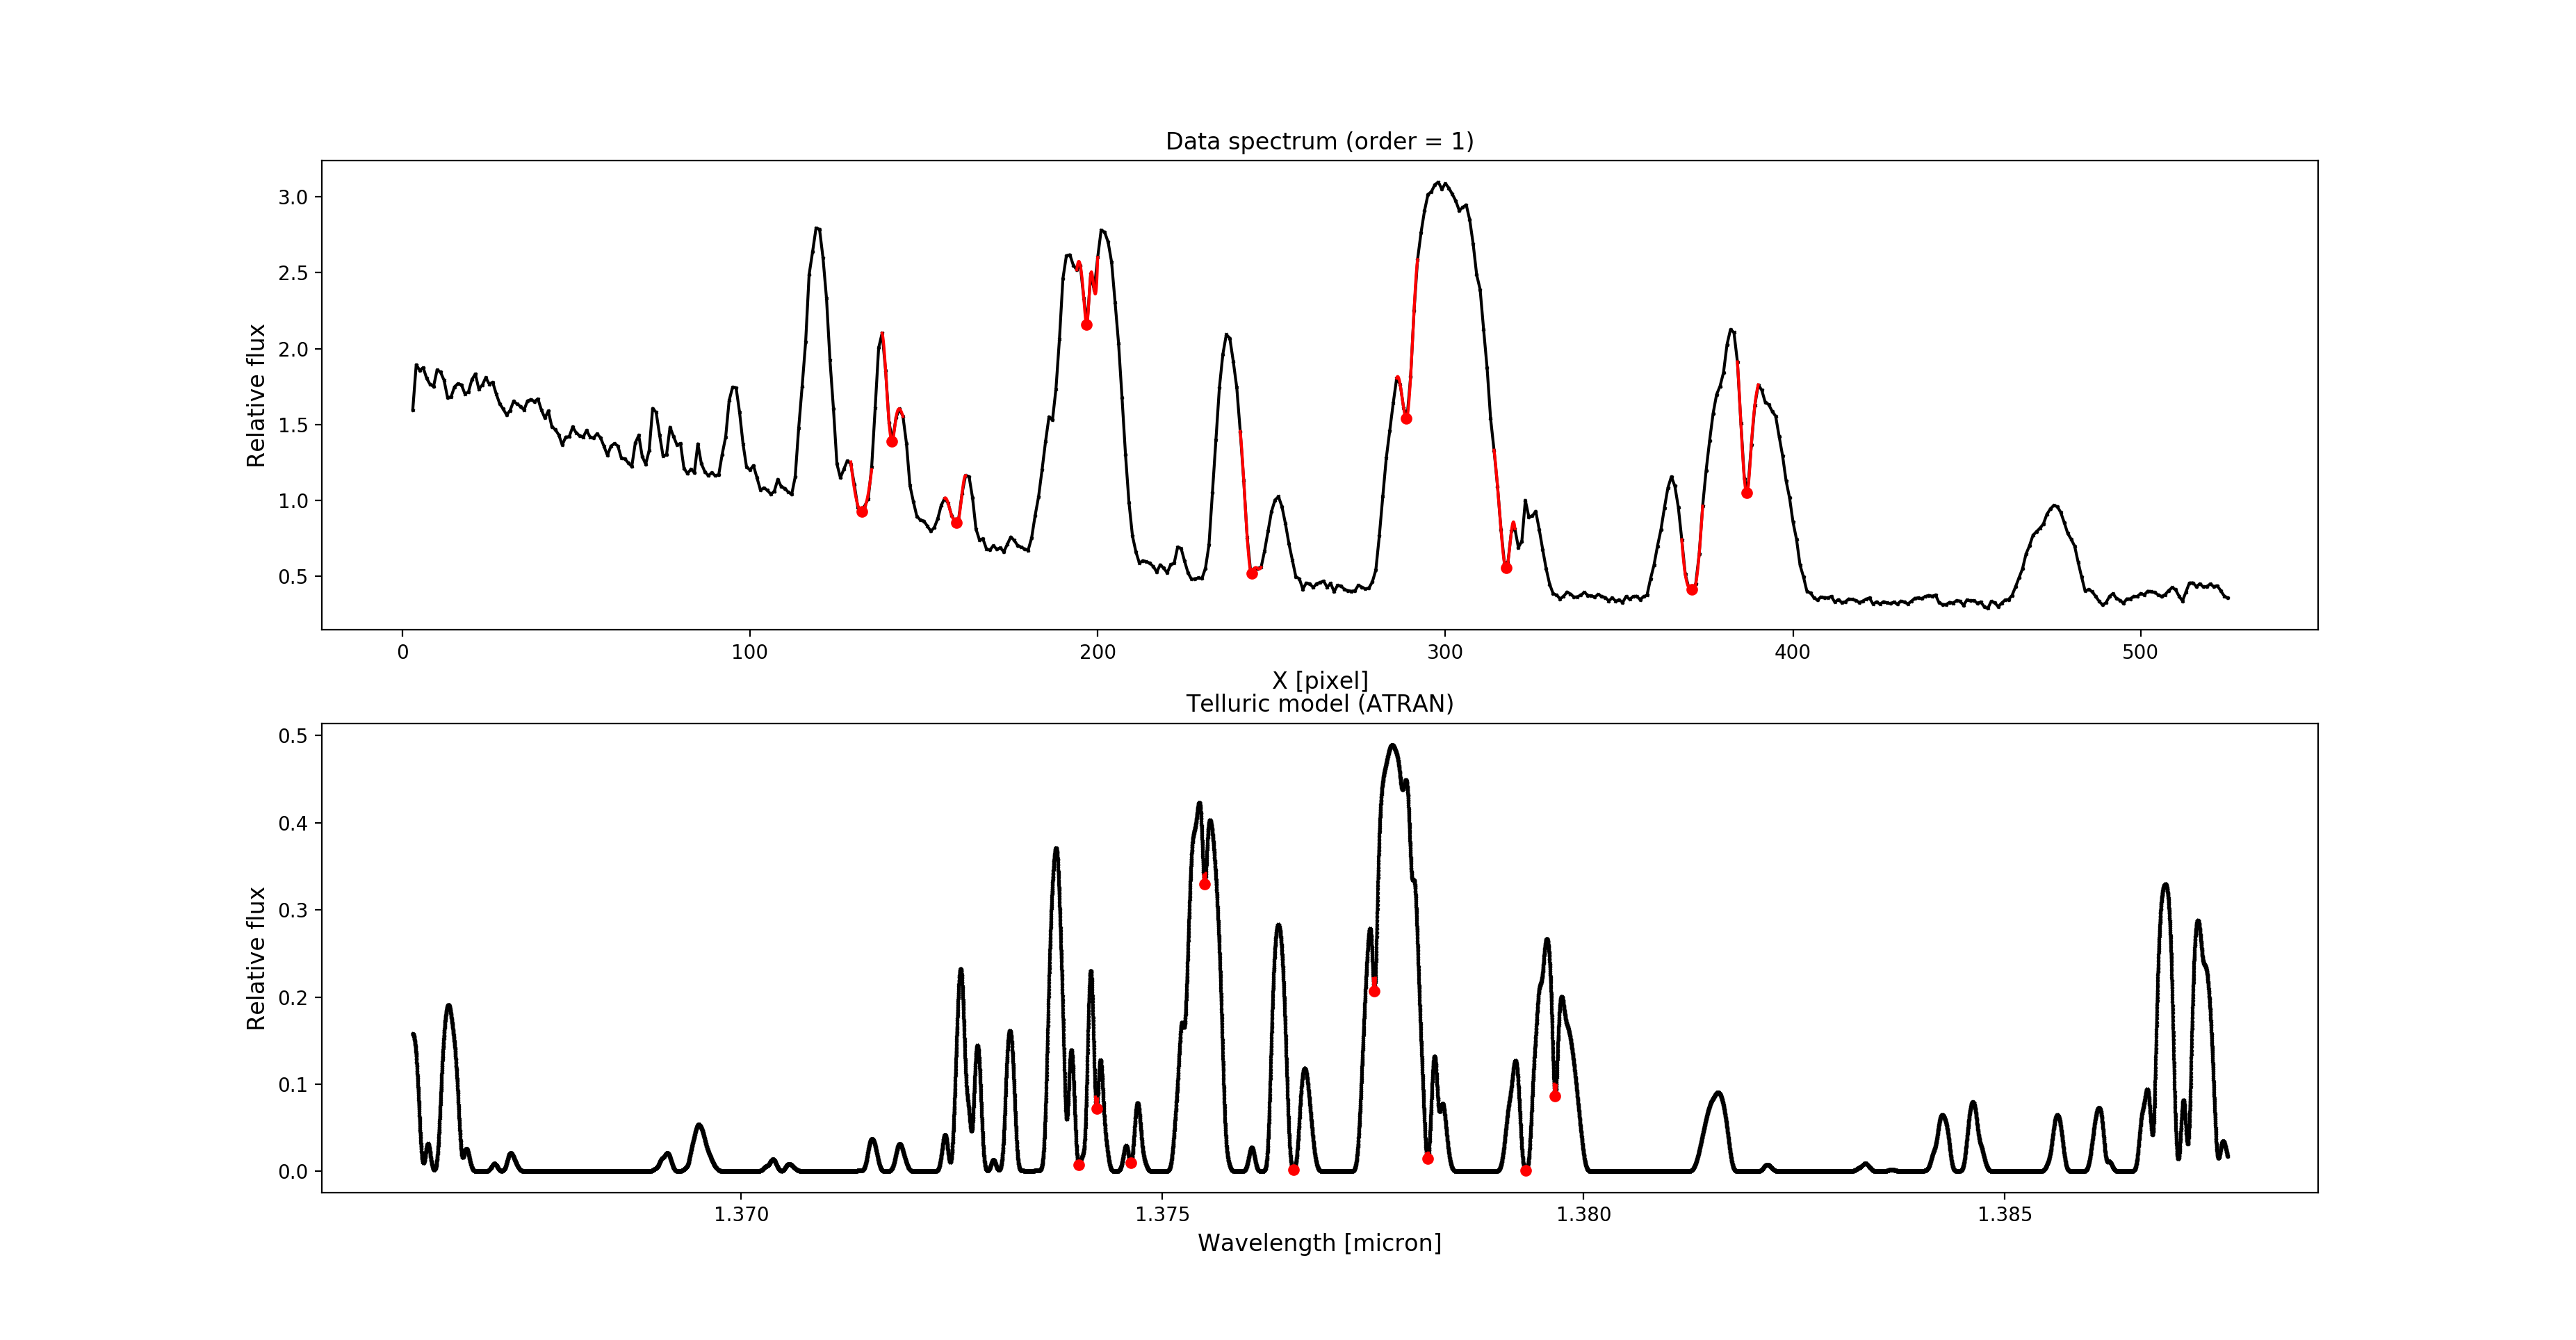 Data spectrum (order = 1)
3.0
2.5
2.0
1.5
1.0
0.5
Relative flux
0 100 200 300 400 500
X [pixel]
Telluric model (ATRAN)
0.5
0.4
0.3
0.2
0.1
0.0
Relative flux
1.370 1.375 1.380 1.385
Wavelength [micron]